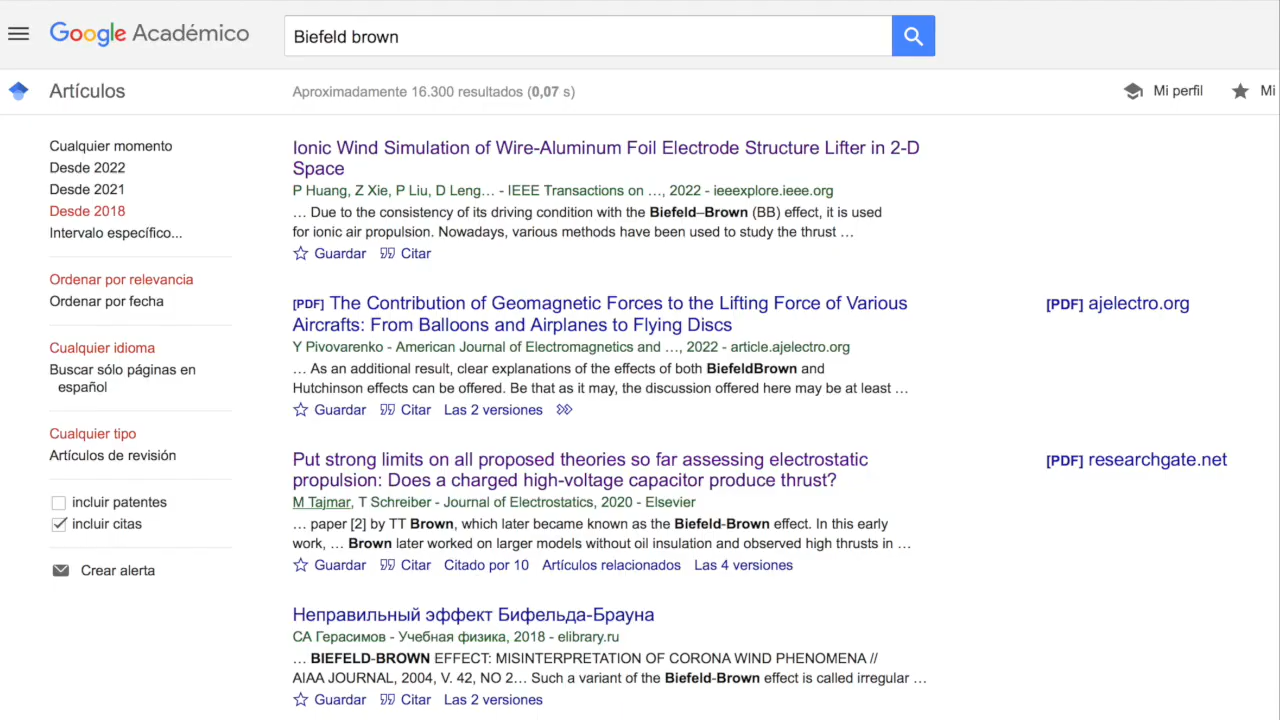 Google Académico
Biefeld brown
Artículos
Aproximadamente 16.300 resultados (0,07 s)
Mi perfil
Mi
Cualquier momento
Desde 2022
Desde 2021
Desde 2018
Intervalo específico...
Ordenar por relevancia
Ordenar por fecha
Cualquier idioma
Buscar sólo páginas en
español
Cualquier tipo
Artículos de revisión
incluir patentes
incluir citas
Crear alerta
Ionic Wind Simulation of Wire-Aluminum Foil Electrode Structure Lifter in 2-D
Space
P Huang, Z Xie, P Liu, D Leng… - IEEE Transactions on …, 2022 - ieeexplore.ieee.org
… Due to the consistency of its driving condition with the Biefeld–Brown (BB) effect, it is used
for ionic air propulsion. Nowadays, various methods have been used to study the thrust …
Guardar Citar
[PDF] The Contribution of Geomagnetic Forces to the Lifting Force of Various
Aircrafts: From Balloons and Airplanes to Flying Discs
[PDF] ajelectro.org
Y Pivovarenko - American Journal of Electromagnetics and …, 2022 - article.ajelectro.org
… As an additional result, clear explanations of the effects of both BiefeldBrown and
Hutchinson effects can be offered. Be that as it may, the discussion offered here may be at least …
Guardar Citar Las 2 versiones
Put strong limits on all proposed theories so far assessing electrostatic
propulsion: Does a charged high-voltage capacitor produce thrust?
[PDF] researchgate.net
M Tajmar, T Schreiber - Journal of Electrostatics, 2020 - Elsevier
… paper [2] by TT Brown, which later became known as the Biefeld-Brown effect. In this early
work, … Brown later worked on larger models without oil insulation and observed high thrusts in …
Guardar Citar Citado por 10 Artículos relacionados Las 4 versiones
Неправильный эффект Бифельда-Брауна
СА Герасимов - Учебная физика, 2018 - elibrary.ru
… BIEFELD-BROWN EFFECT: MISINTERPRETATION OF CORONA WIND PHENOMENA //
AIAA JOURNAL, 2004, V. 42, NO 2… Such a variant of the Biefeld-Brown effect is called irregular …
Guardar Citar Las 2 versiones